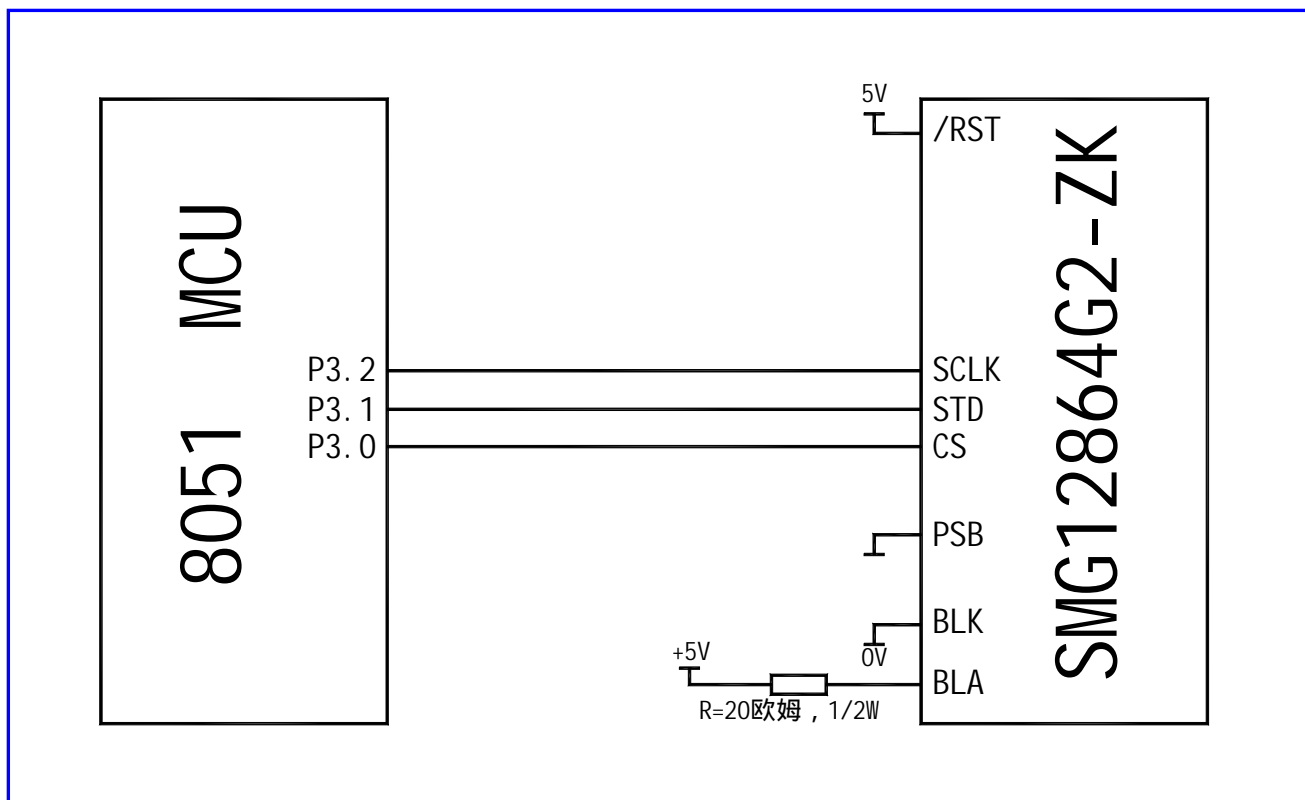 8051 MCU
P3.2
P3.1
P3.0
5V
/RST
SCLK
STD
CS
PSB
BLK
0V
+5V
BLA
R=20欧姆，1/2W
SMG12864G2-ZK